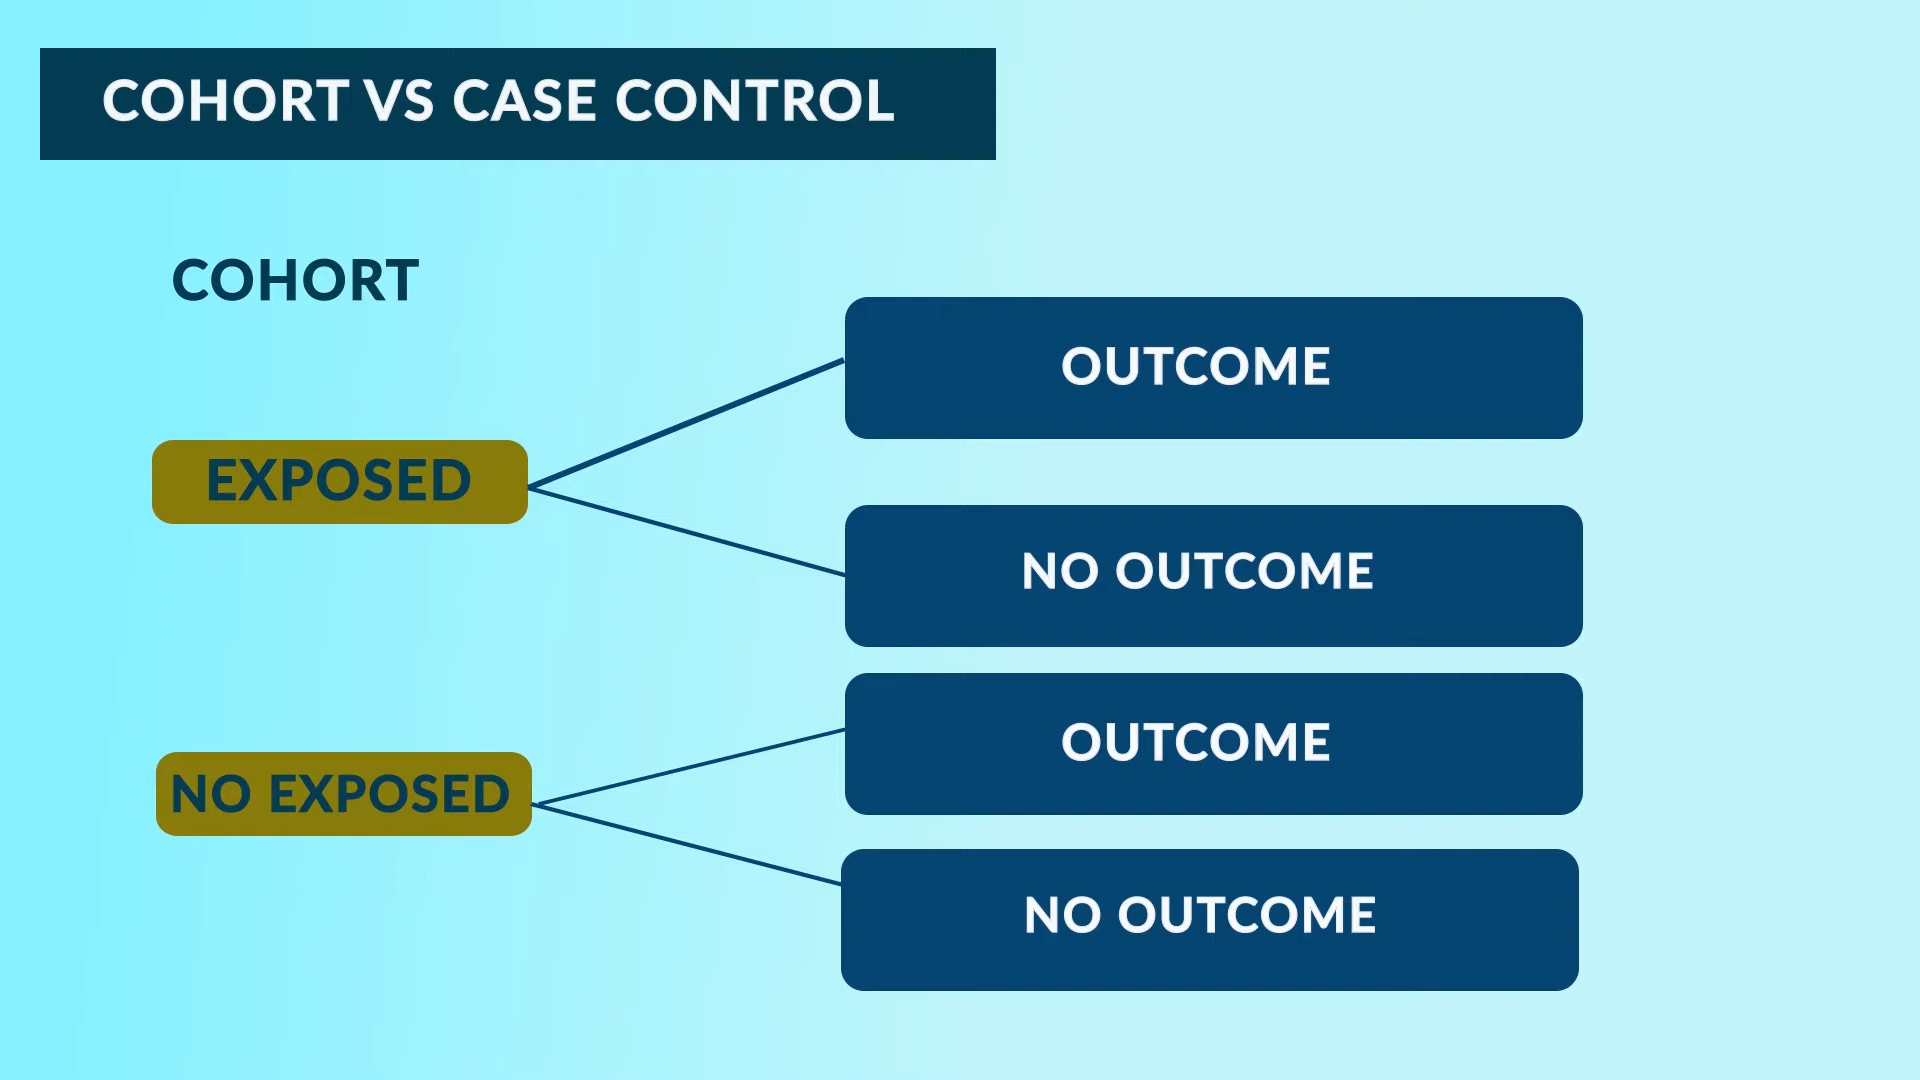 COHORT VS CASE CONTROL
COHORT
EXPOSED
OUTCOME
NO OUTCOME
NO EXPOSED
OUTCOME
NO OUTCOME